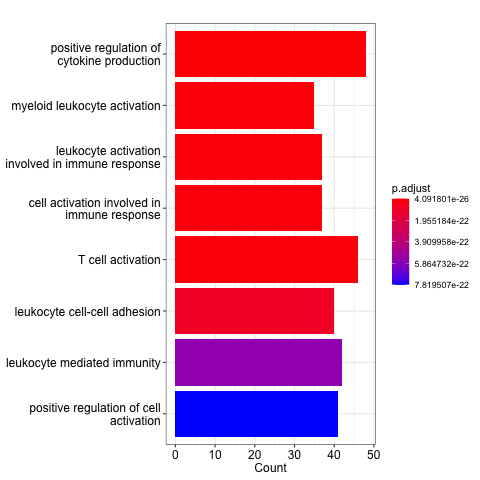 positive regulation of
cytokine production
myeloid leukocyte activation
leukocyte activation
involved in immune response
cell activation involved in
immune response
T cell activation
leukocyte cell-cell adhesion
leukocyte mediated immunity
positive regulation of cell
activation
0 10 20 30 40 50
Count
p.adjust
4.091801e-26
1.955184e-22
3.909958e-22
5.864732e-22
7.819507e-22